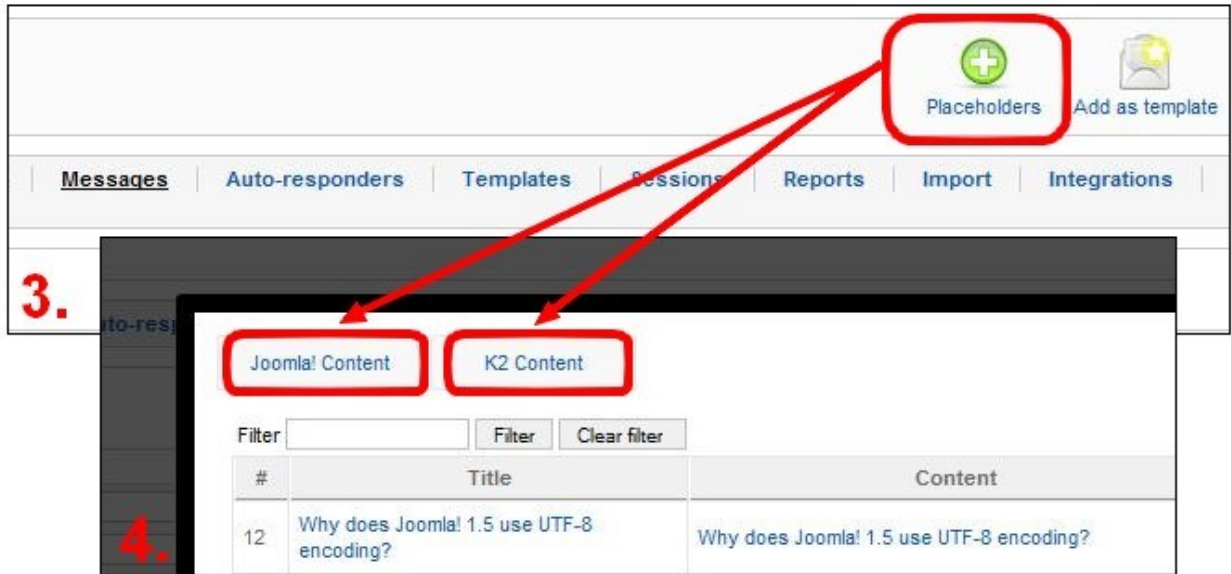 Placeholders
Add as template
Messages
Auto-responders
Templates
Sessions
Reports
Import
Integrations
3.
uto-resp
Joomla! Content
K2 Content
Filter
Filter
Clear filter
#
Title
Content
12
Why does Joomla! 1.5 use UTF-8
encoding?
Why does Joomla! 1.5 use UTF-8 encoding?
4.